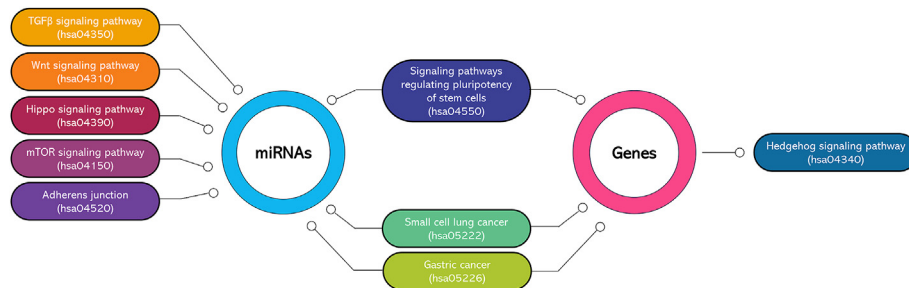 TGFβ signaling pathway
(hsa04350)
Wnt signaling pathway
(hsa04310)
Hippo signaling pathway
(hsa04390)
mTOR signaling pathway
(hsa04150)
Adherens junction
(hsa04520)
miRNAs
Signaling pathways
regulating pluripotency
of stem cells
(hsa04550)
Small cell lung cancer
(hsa05222)
Gastric cancer
(hsa05226)
Genes
Hedgehog signaling pathway
(hsa04340)